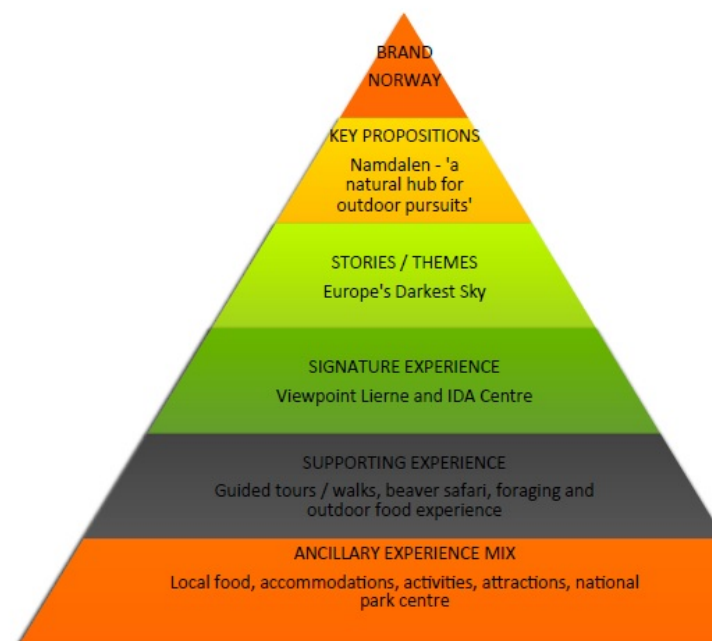 BRAND
NORWAY
KEY PROPOSITIONS
Namdalen - 'a
natural hub for
outdoor pursuits'
STORIES / THEMES
Europe's Darkest Sky
SIGNATURE EXPERIENCE
Viewpoint Lierne and IDA Centre
SUPPORTING EXPERIENCE
Guided tours / walks, beaver safari, foraging and
outdoor food experience
ANCILLARY EXPERIENCE MIX
Local food, accommodations, activities, attractions, national
park centre